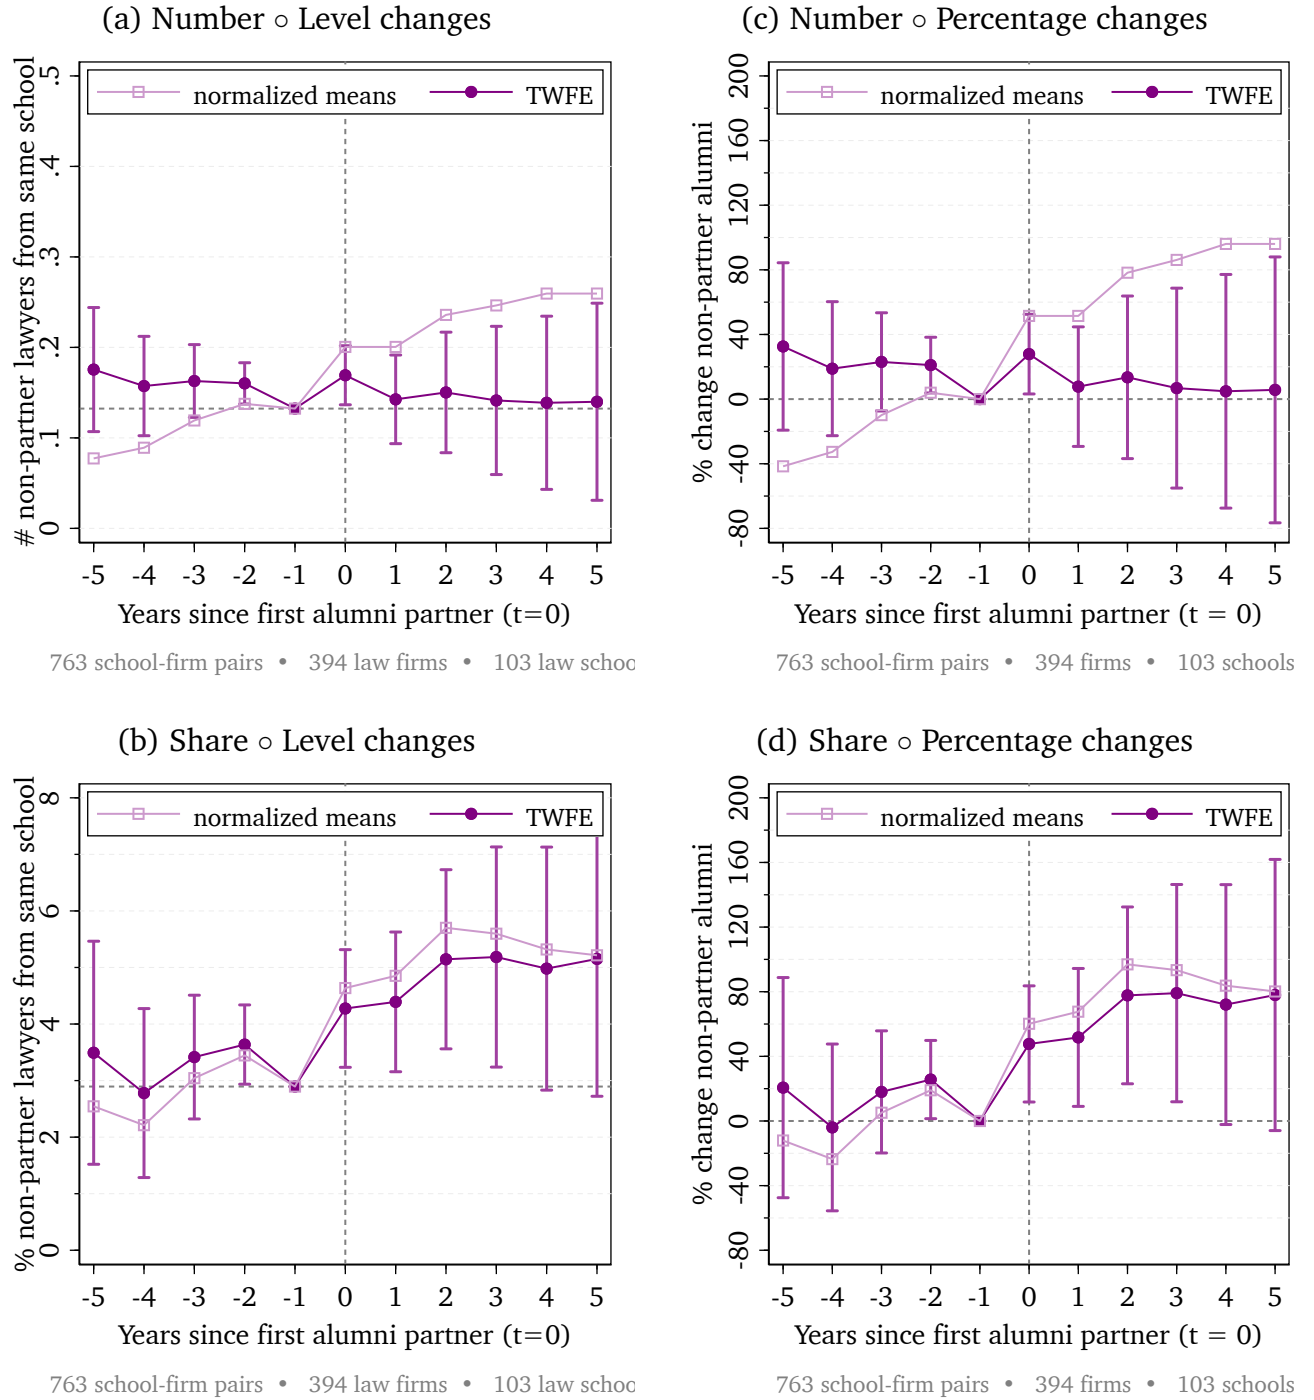 (a) Number ∘ Level changes
# non-partner lawyers from same school
.5
.4
.3
.2
.1
0
normalized means
TWFE
-5 -4 -3 -2 -1 0 1 2 3 4 5
Years since first alumni partner (t=0)
763 school-firm pairs • 394 law firms • 103 law schoo
(c) Number ∘ Percentage changes
% change non-partner alumni
200
160
120
80
40
0
-40
-80
normalized means
TWFE
-5 -4 -3 -2 -1 0 1 2 3 4 5
Years since first alumni partner (t = 0)
763 school-firm pairs • 394 firms • 103 schools
(b) Share ∘ Level changes
% non-partner lawyers from same school
8
6
4
2
0
normalized means
TWFE
-5 -4 -3 -2 -1 0 1 2 3 4 5
Years since first alumni partner (t=0)
763 school-firm pairs • 394 law firms • 103 law schoo
(d) Share ∘ Percentage changes
% change non-partner alumni
200
160
120
80
40
0
-40
-80
normalized means
TWFE
-5 -4 -3 -2 -1 0 1 2 3 4 5
Years since first alumni partner (t = 0)
763 school-firm pairs • 394 firms • 103 schools